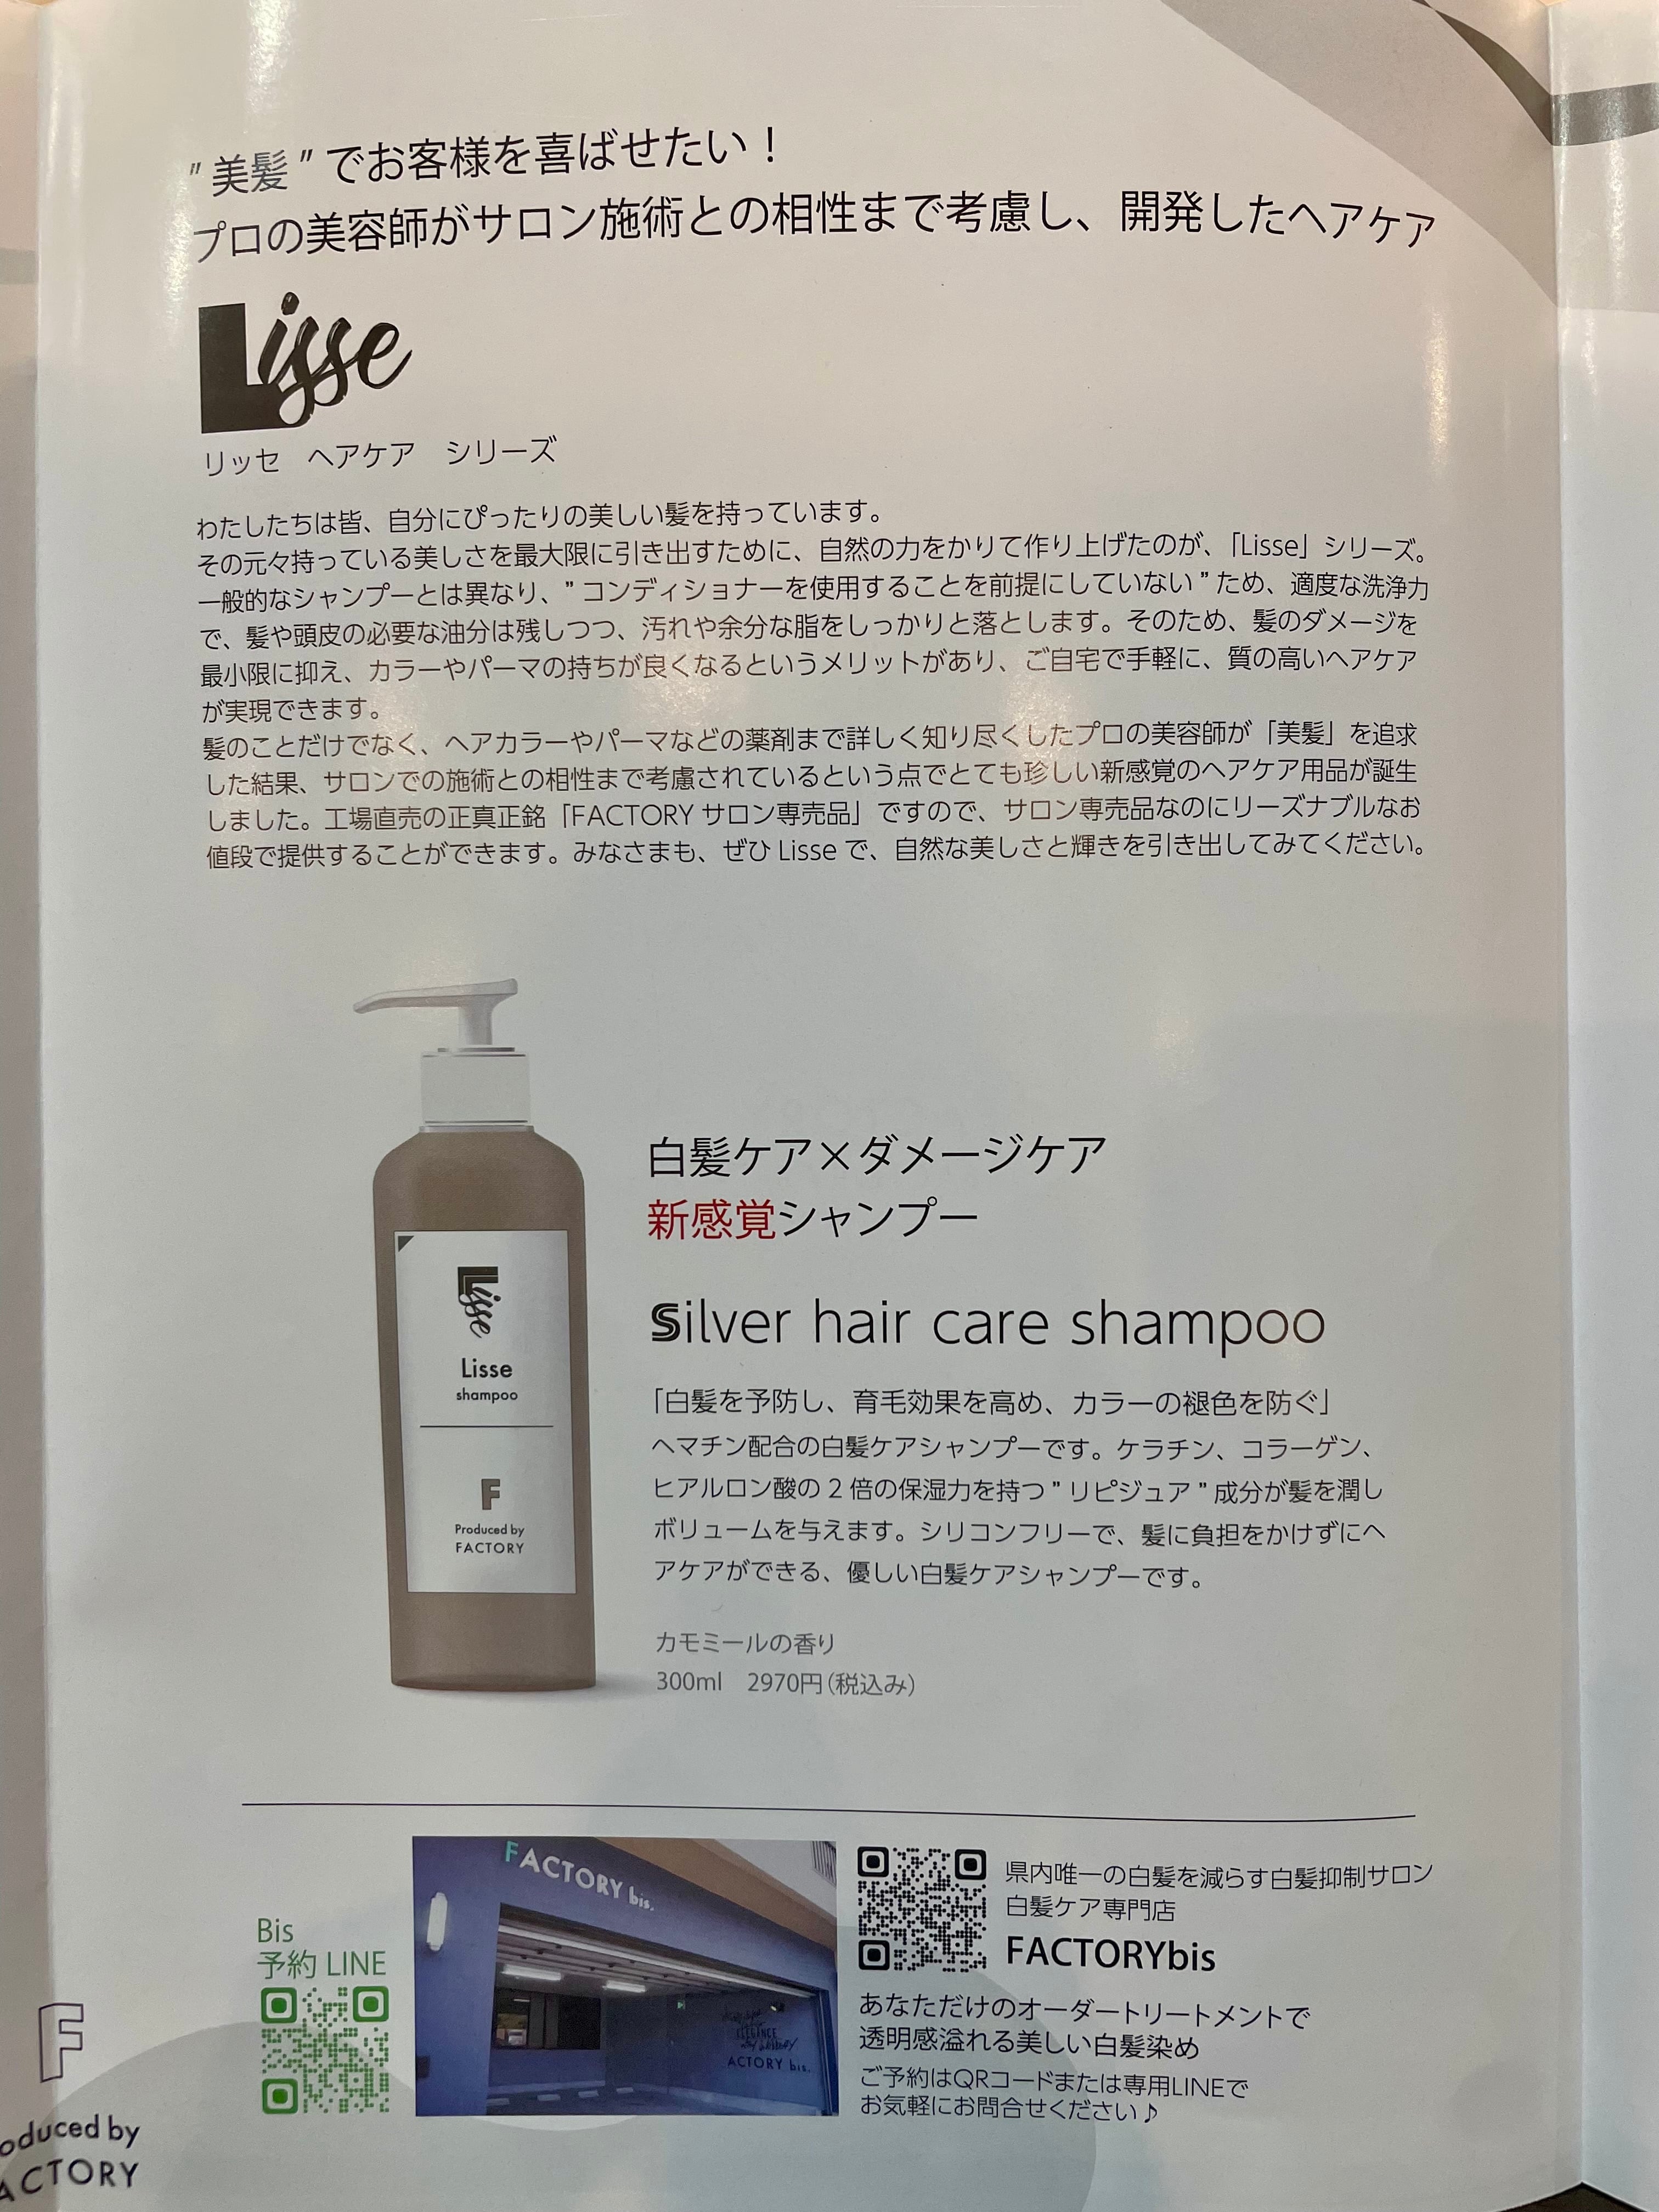 " 美髪 " でお客様を喜ばせたい！
プロの美容師がサロン施術との相性まで考慮し、開発したヘアケア
Lisse
リッセ　ヘアケア　シリーズ
わたしたちは皆、自分にぴったりの美しい髪を持っています。
その元々持っている美しさを最大限に引き出すために、自然の力をかりて作り上げたのが、「Lisse」シリーズ。
一般的なシャンプーとは異なり、" コンディショナーを使用することを前提にしていない " ため、適度な洗浄力
で、髪や頭皮の必要な油分は残しつつ、汚れや余分な脂をしっかりと落とします。そのため、髪のダメージを
最小限に抑え、カラーやパーマの持ちが良くなるというメリットがあり、ご自宅で手軽に、質の高いヘアケア
が実現できます。
髪のことだけでなく、ヘアカラーやパーマなどの薬剤まで詳しく知り尽くしたプロの美容師が「美髪」を追求
した結果、サロンでの施術との相性まで考慮されているという点でとても珍しい新感覚のヘアケア用品が誕生
しました。工場直売の正真正銘「FACTORY サロン専売品」ですので、サロン専売品なのにリーズナブルなお
値段で提供することができます。みなさまも、ぜひ Lisse で、自然な美しさと輝きを引き出してみてください。
白髪ケア×ダメージケア
新感覚シャンプー
Silver hair care shampoo
「白髪を予防し、育毛効果を高め、カラーの褪色を防ぐ」
ヘマチン配合の白髪ケアシャンプーです。ケラチン、コラーゲン、
ヒアルロン酸の 2 倍の保湿力を持つ " リピジュア " 成分が髪を潤し
ボリュームを与えます。シリコンフリーで、髪に負担をかけずにヘ
アケアができる、優しい白髪ケアシャンプーです。
カモミールの香り
300ml　2970円（税込み）
Lisse
Lisse
shampoo
F
Produced by
FACTORY
Bis
予約 LINE
FACTORY bis.
ELEGANCE
ACTORY bis.
県内唯一の白髪を減らす白髪抑制サロン
白髪ケア専門店
FACTORYbis
あなただけのオーダートリートメントで
透明感溢れる美しい白髪染め
ご予約はQRコードまたは専用LINEで
お気軽にお問合せください♪
F
oduced by
ACTORY